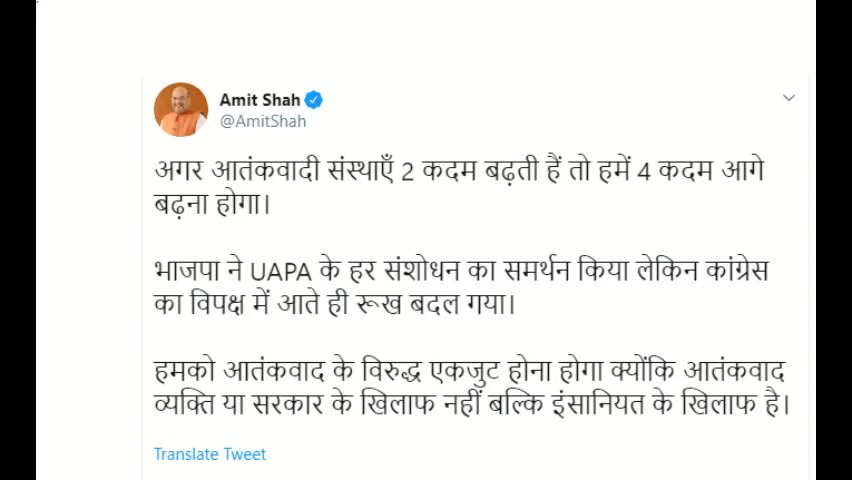 Amit Shah
@AmitShah
अगर आतंकवादी संस्थाएँ 2 कदम बढ़ती हैं तो हमें 4 कदम आगे
बढ़ना होगा।
भाजपा ने UAPA के हर संशोधन का समर्थन किया लेकिन कांग्रेस
का विपक्ष में आते ही रूख बदल गया।
हमको आतंकवाद के विरुद्ध एकजुट होना होगा क्योंकि आतंकवाद
व्यक्ति या सरकार के खिलाफ नहीं बल्कि इंसानियत के खिलाफ है।
Translate Tweet